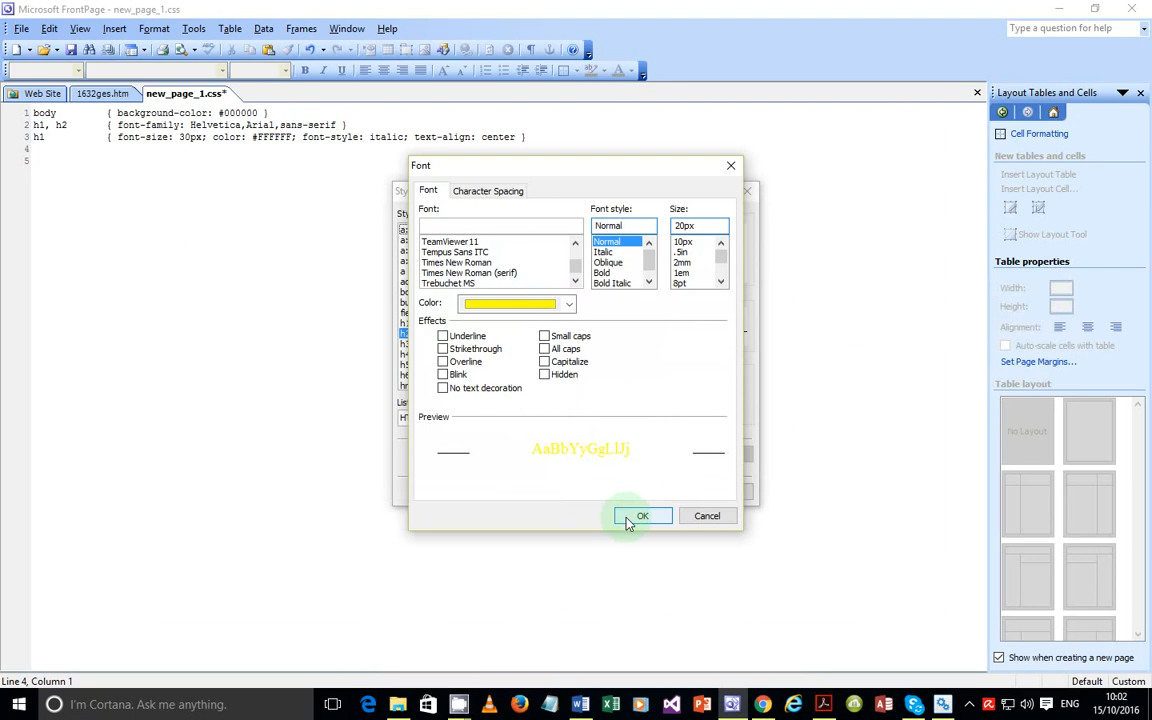 Microsoft FrontPage - new_page_1.css
File Edit View Insert Format Tools Table Data Frames Window Help
Type a question for help
Web Site 1632ges.htm new_page_1.css*
1 body { background-color: #000000 }
2 h1, h2 { font-family: Helvetica,Arial,sans-serif }
3 h1 { font-size: 30px; color: #FFFFFF; font-style: italic; text-align: center }
4
5
Font
Font Character Spacing
Font: Font style: Size:
Normal 20px
TeamViewer11 Normal 10px
Tempus Sans ITC Italic .5in
Times New Roman Oblique 2mm
Times New Roman (serif) Bold 1em
Trebuchet MS Bold Italic 8pt
Color:
Effects
Underline Small caps
Strikethrough All caps
Overline Capitalize
Blink Hidden
No text decoration
Preview
AaBbYyGgLlJj
OK Cancel
Layout Tables and Cells
Cell Formatting
New tables and cells
Insert Layout Table
Insert Layout Cell...
Show Layout Tool
Table properties
Width:
Height:
Alignment:
Auto-scale cells with table
Set Page Margins...
Table layout
No Layout
Show when creating a new page
Line 4, Column 1 Default Custom
I'm Cortana. Ask me anything. ENG 10:02
15/10/2016